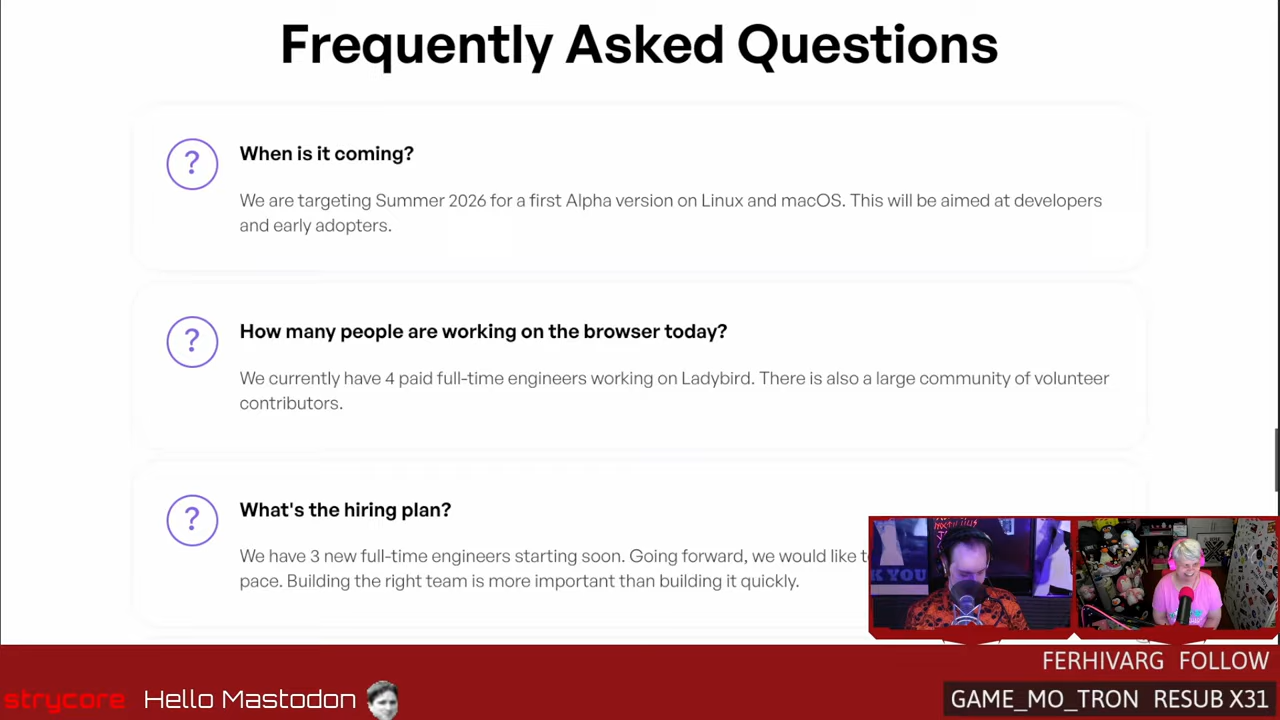 Frequently Asked Questions
?
When is it coming?
We are targeting Summer 2026 for a first Alpha version on Linux and macOS. This will be aimed at developers
and early adopters.
?
How many people are working on the browser today?
We currently have 4 paid full-time engineers working on Ladybird. There is also a large community of volunteer
contributors.
?
What's the hiring plan?
We have 3 new full-time engineers starting soon. Going forward, we would like
pace. Building the right team is more important than building it quickly.
K YOU
FERHIVARG FOLLOW
strycore Hello Mastodon
GAME_MO_TRON RESUB X31